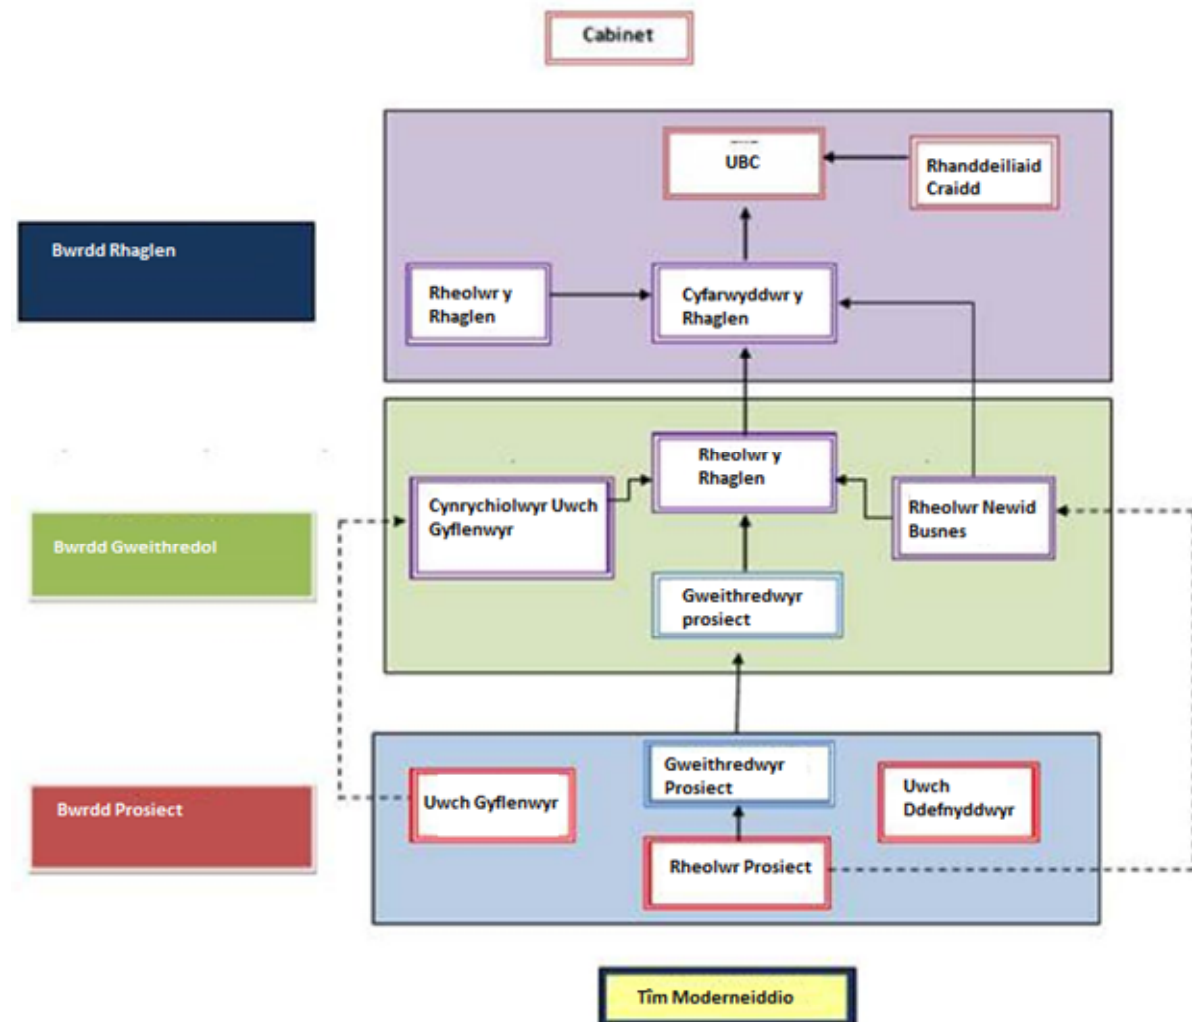 Cabinet
UBC
Rhanddeiliaid
Craidd
Bwrdd Rhaglen
Rheolwr y
Rhaglen
Cyfarwyddwr y
Rhaglen
Rheolwr y
Rhaglen
Cynrychiolwyr Uwch
Gyflenwyr
Rheolwr Newid
Busnes
Bwrdd Gweithredol
Gweithredwyr
prosiect
Gweithredwyr
Prosiect
Uwch Gyflenwyr
Uwch
Ddefnyddwyr
Bwrdd Prosiect
Rheolwr Prosiect
Tîm Moderneiddio